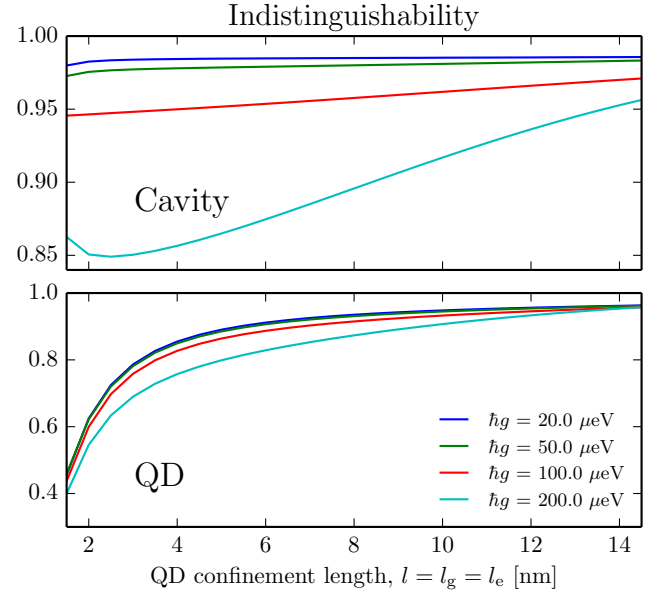 Indistinguishability
1.00
0.95
0.90
0.85
Cavity
1.0
0.8
0.6
0.4
QD
ħg = 20.0 μeV
ħg = 50.0 μeV
ħg = 100.0 μeV
ħg = 200.0 μeV
2 4 6 8 10 12 14
QD confinement length, l = l_g = l_e [nm]